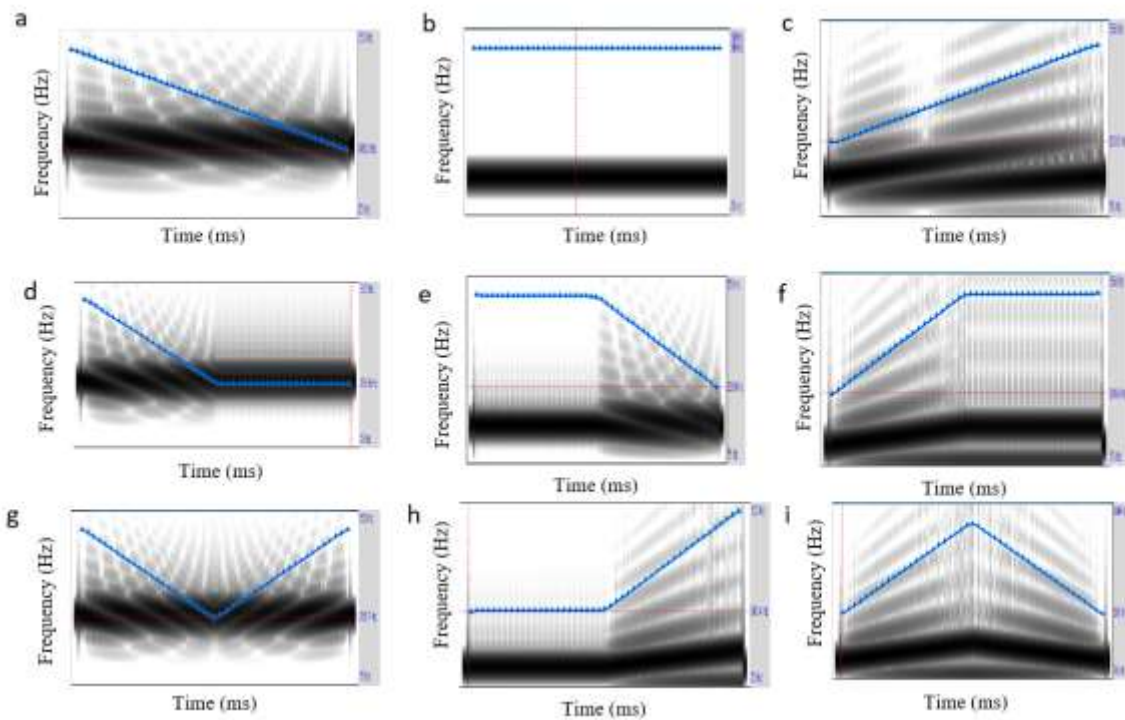 a
b
c
Frequency (Hz)
Frequency (Hz)
Frequency (Hz)
Time (ms)
Time (ms)
Time (ms)
d
e
f
Frequency (Hz)
Frequency (Hz)
Frequency (Hz)
Time (ms)
Time (ms)
Time (ms)
g
h
i
Frequency (Hz)
Frequency (Hz)
Frequency (Hz)
Time (ms)
Time (ms)
Time (ms)